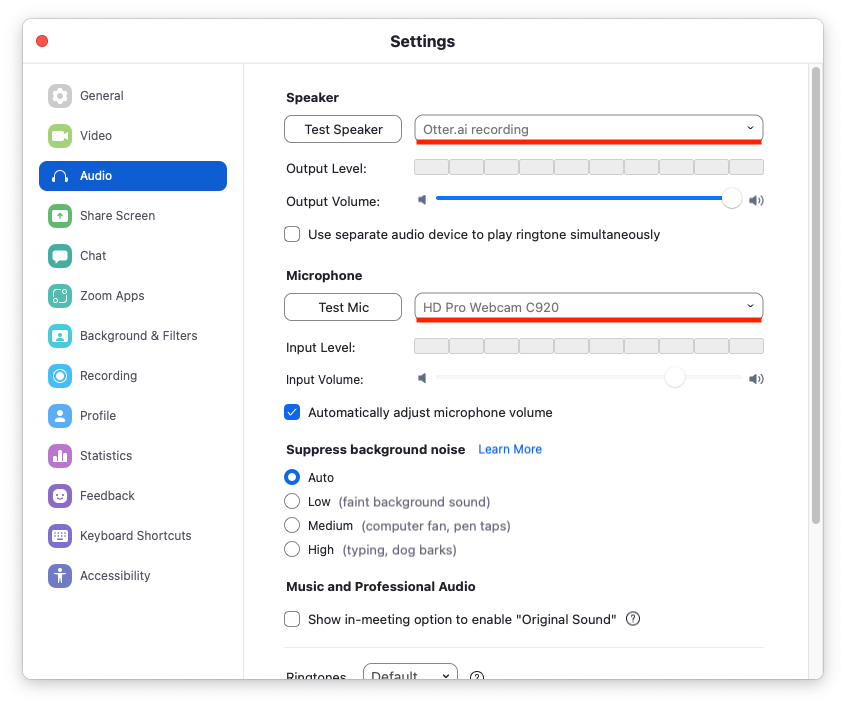 Settings
General
Video
Audio
Share Screen
Chat
Zoom Apps
Background & Filters
Recording
Profile
Statistics
Feedback
Keyboard Shortcuts
Accessibility
Speaker
Test Speaker Otter.ai recording
Output Level:
Output Volume:
Use separate audio device to play ringtone simultaneously
Microphone
Test Mic HD Pro Webcam C920
Input Level:
Input Volume:
Automatically adjust microphone volume
Suppress background noise Learn More
Auto
Low (faint background sound)
Medium (computer fan, pen taps)
High (typing, dog barks)
Music and Professional Audio
Show in-meeting option to enable "Original Sound" ?
Ringtones Default ?